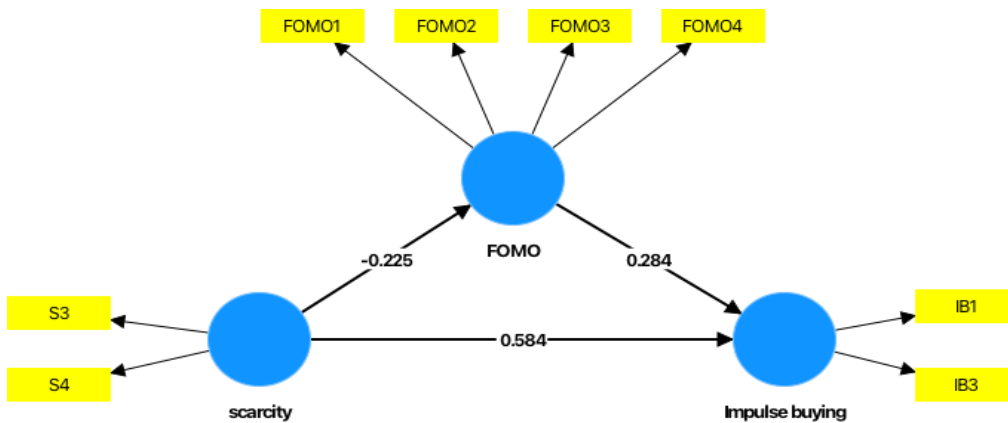 FOMO1
FOMO2
FOMO3
FOMO4
FOMO
-0.225
0.284
S3
S4
0.584
IB1
IB3
scarcity
Impulse buying